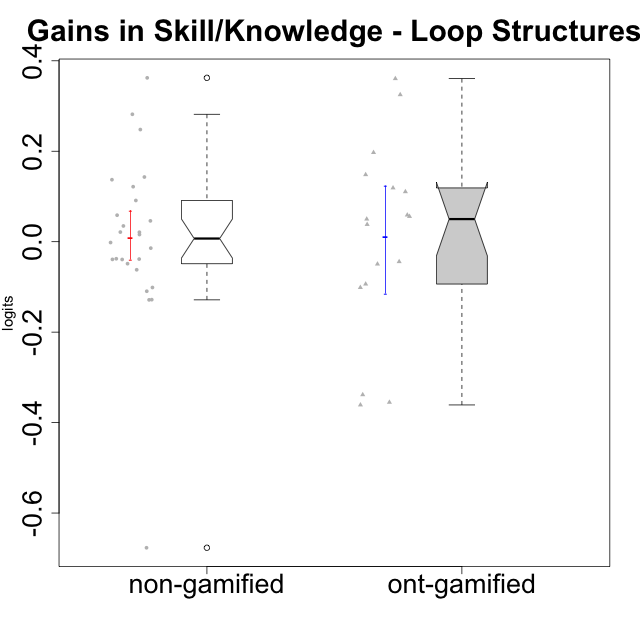 Gains in Skill/Knowledge - Loop Structures
0.4
0.2
0.0
-0.2
-0.4
-0.6
logits
non-gamified
ont-gamified